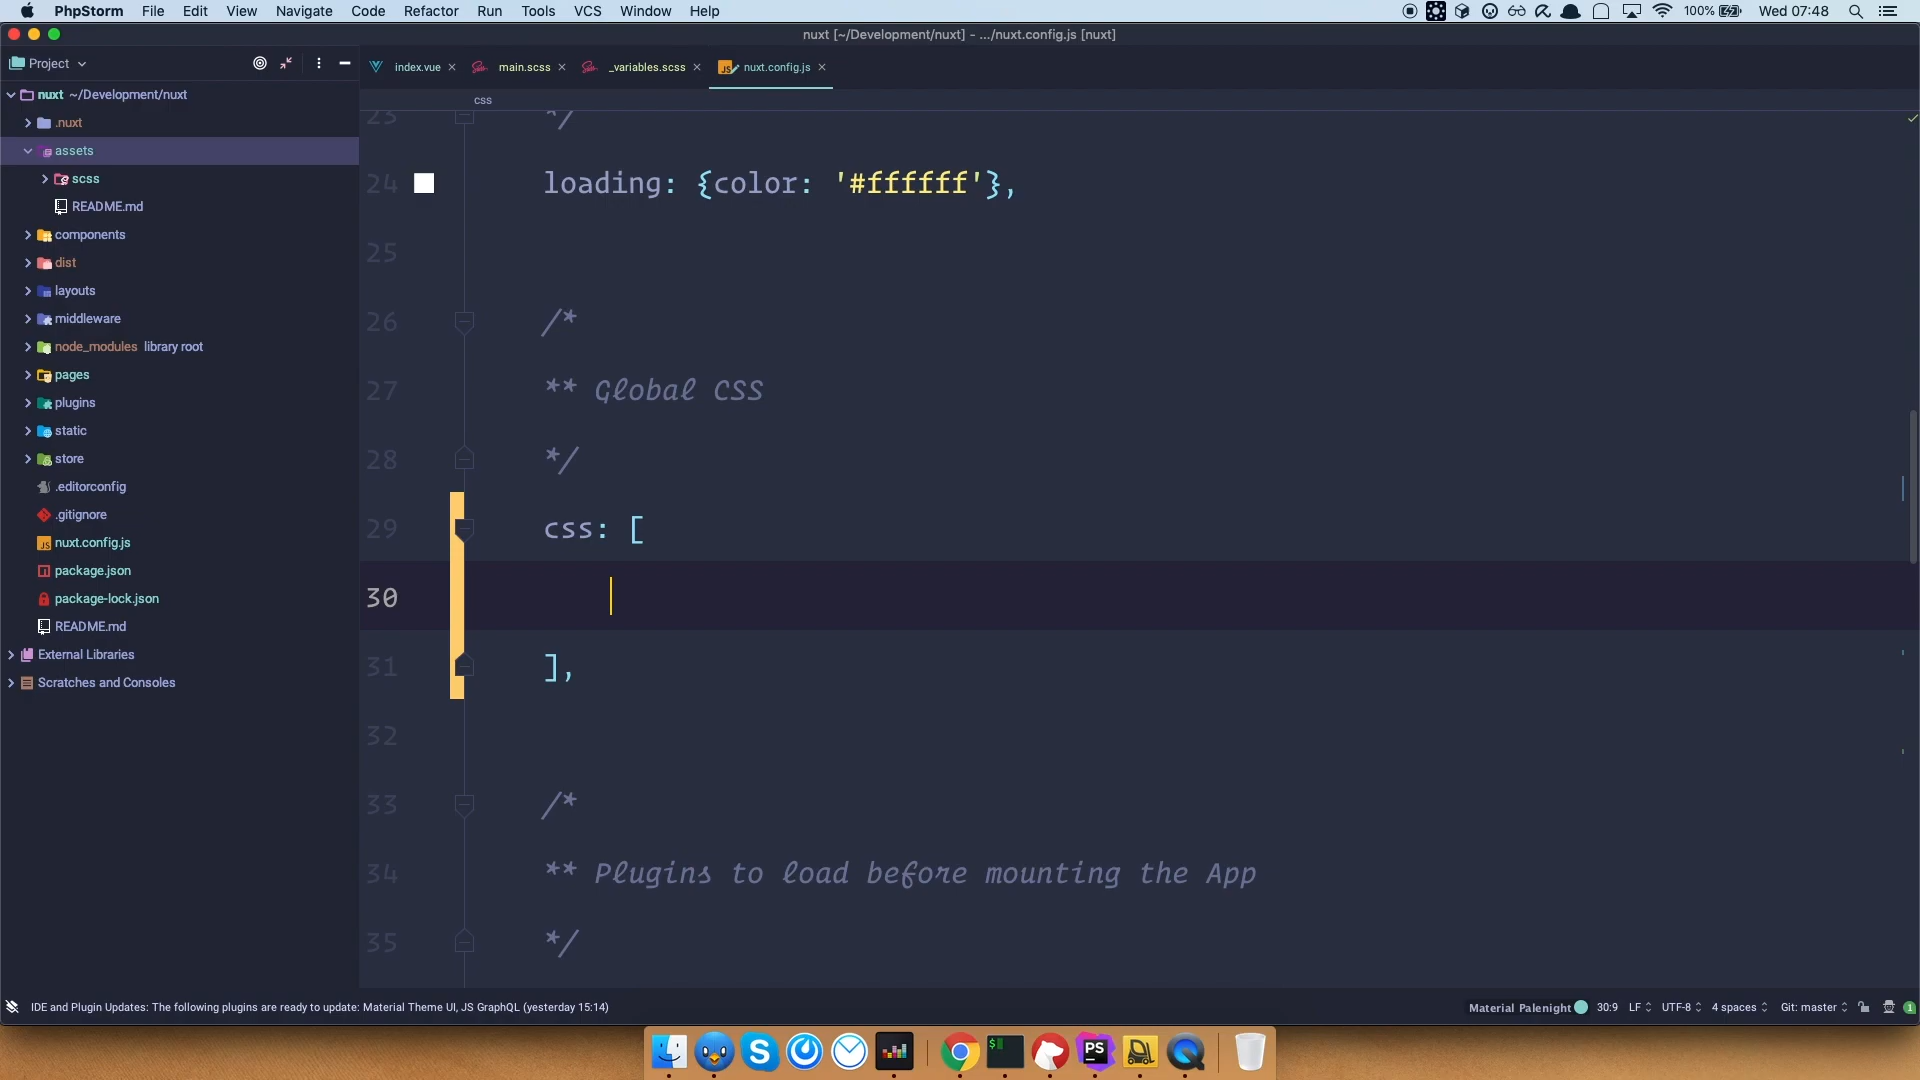 PhpStorm File Edit View Navigate Code Refactor Run Tools VCS Window Help 100% Wed 07:48
nuxt [~/Development/nuxt] - .../nuxt.config.js [nuxt]
Project
index.vue main.scss _variables.scss nuxt.config.js
css
nuxt ~/Development/nuxt
.nuxt
assets
scss
README.md
components
dist
layouts
middleware
node_modules library root
pages
plugins
static
store
.editorconfig
.gitignore
nuxt.config.js
package.json
package-lock.json
README.md
External Libraries
Scratches and Consoles
23 */
24 loading: {color: '#ffffff'},
25
26 /*
27 ** Global CSS
28 */
29 css: [
30
31 ],
32
33 /*
34 ** Plugins to load before mounting the App
35 */
IDE and Plugin Updates: The following plugins are ready to update: Material Theme UI, JS GraphQL (yesterday 15:14) Material Palenight 30:9 LF UTF-8 4 spaces Git: master 1
S $ PS